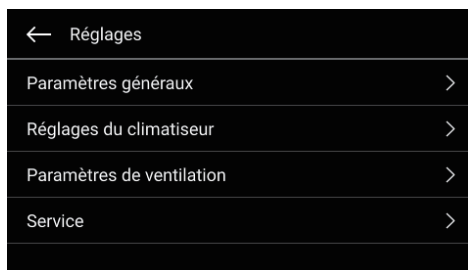 Réglages
Paramètres généraux
Réglages du climatiseur
Paramètres de ventilation
Service